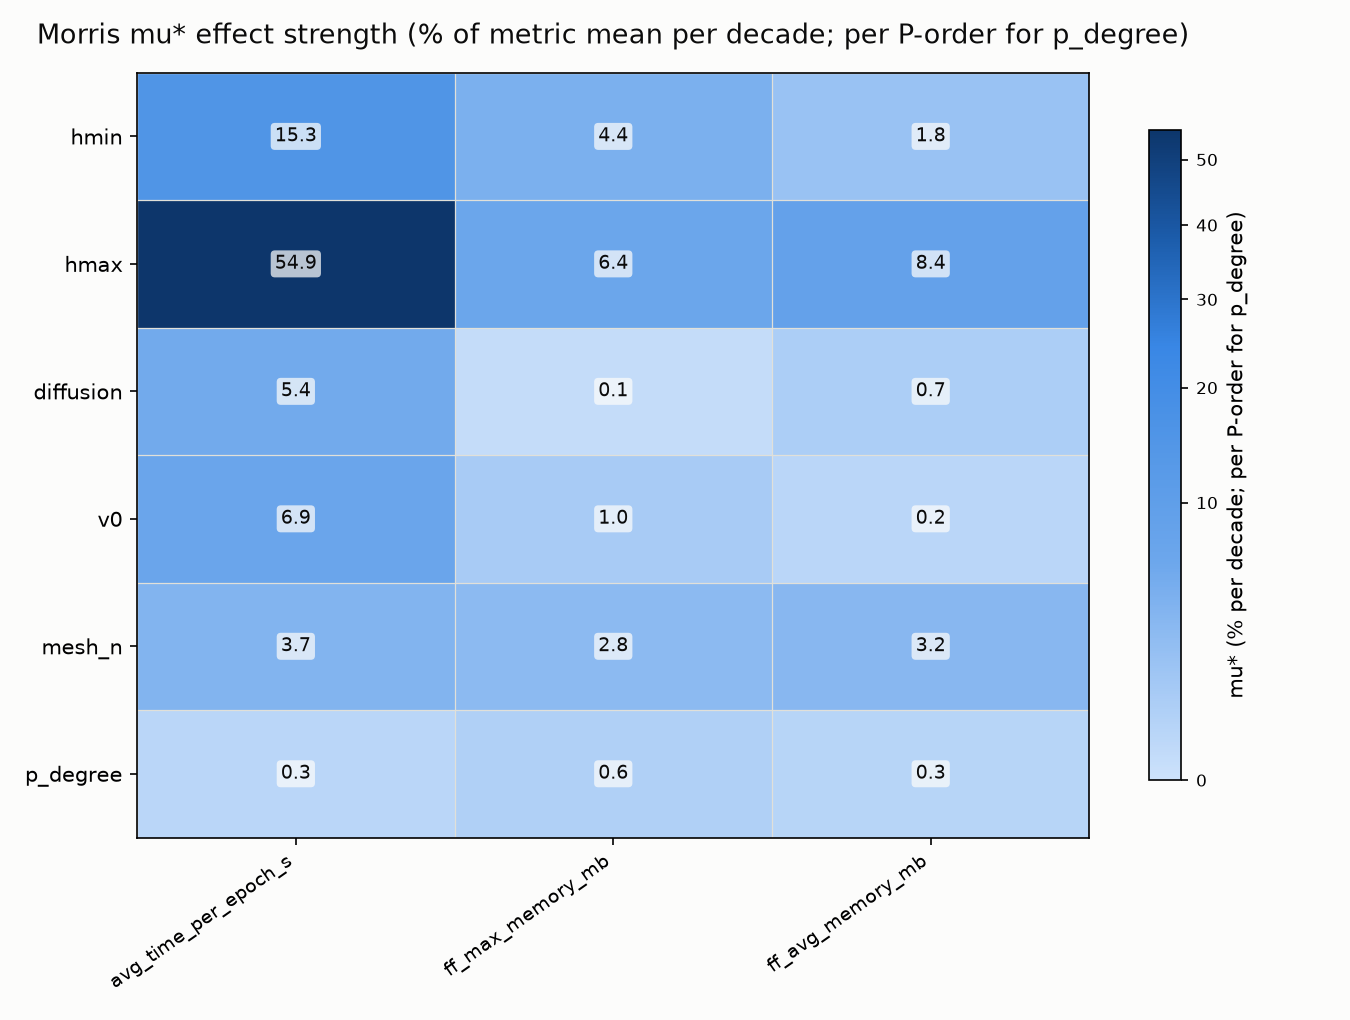 Morris mu* effect strength (% of metric mean per decade; per P-order for p_degree)
hmin 15.3 4.4 1.8
hmax 54.9 6.4 8.4
diffusion 5.4 0.1 0.7
v0 6.9 1.0 0.2
mesh_n 3.7 2.8 3.2
p_degree 0.3 0.6 0.3
avg_time_per_epoch_s
ff_max_memory_mb
ff_avg_memory_mb
50
40
30
20
10
0
mu* (% per decade; per P-order for p_degree)